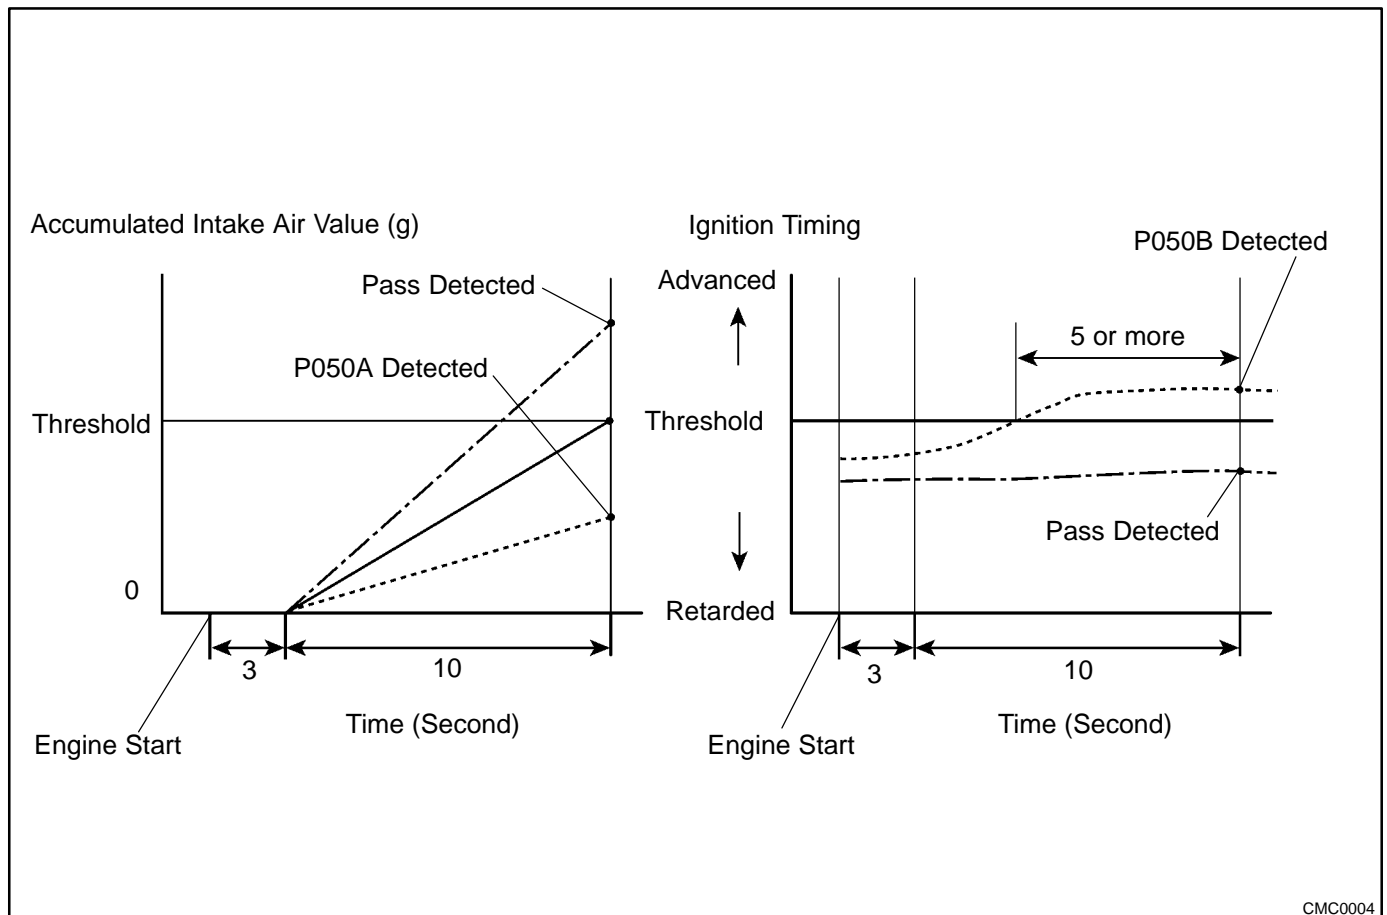 Accumulated Intake Air Value (g)
Pass Detected
P050A Detected
Threshold
0
3
10
Time (Second)
Engine Start
Ignition Timing
P050B Detected
Advanced
5 or more
Threshold
Pass Detected
Retarded
3
10
Time (Second)
Engine Start
CMC0004